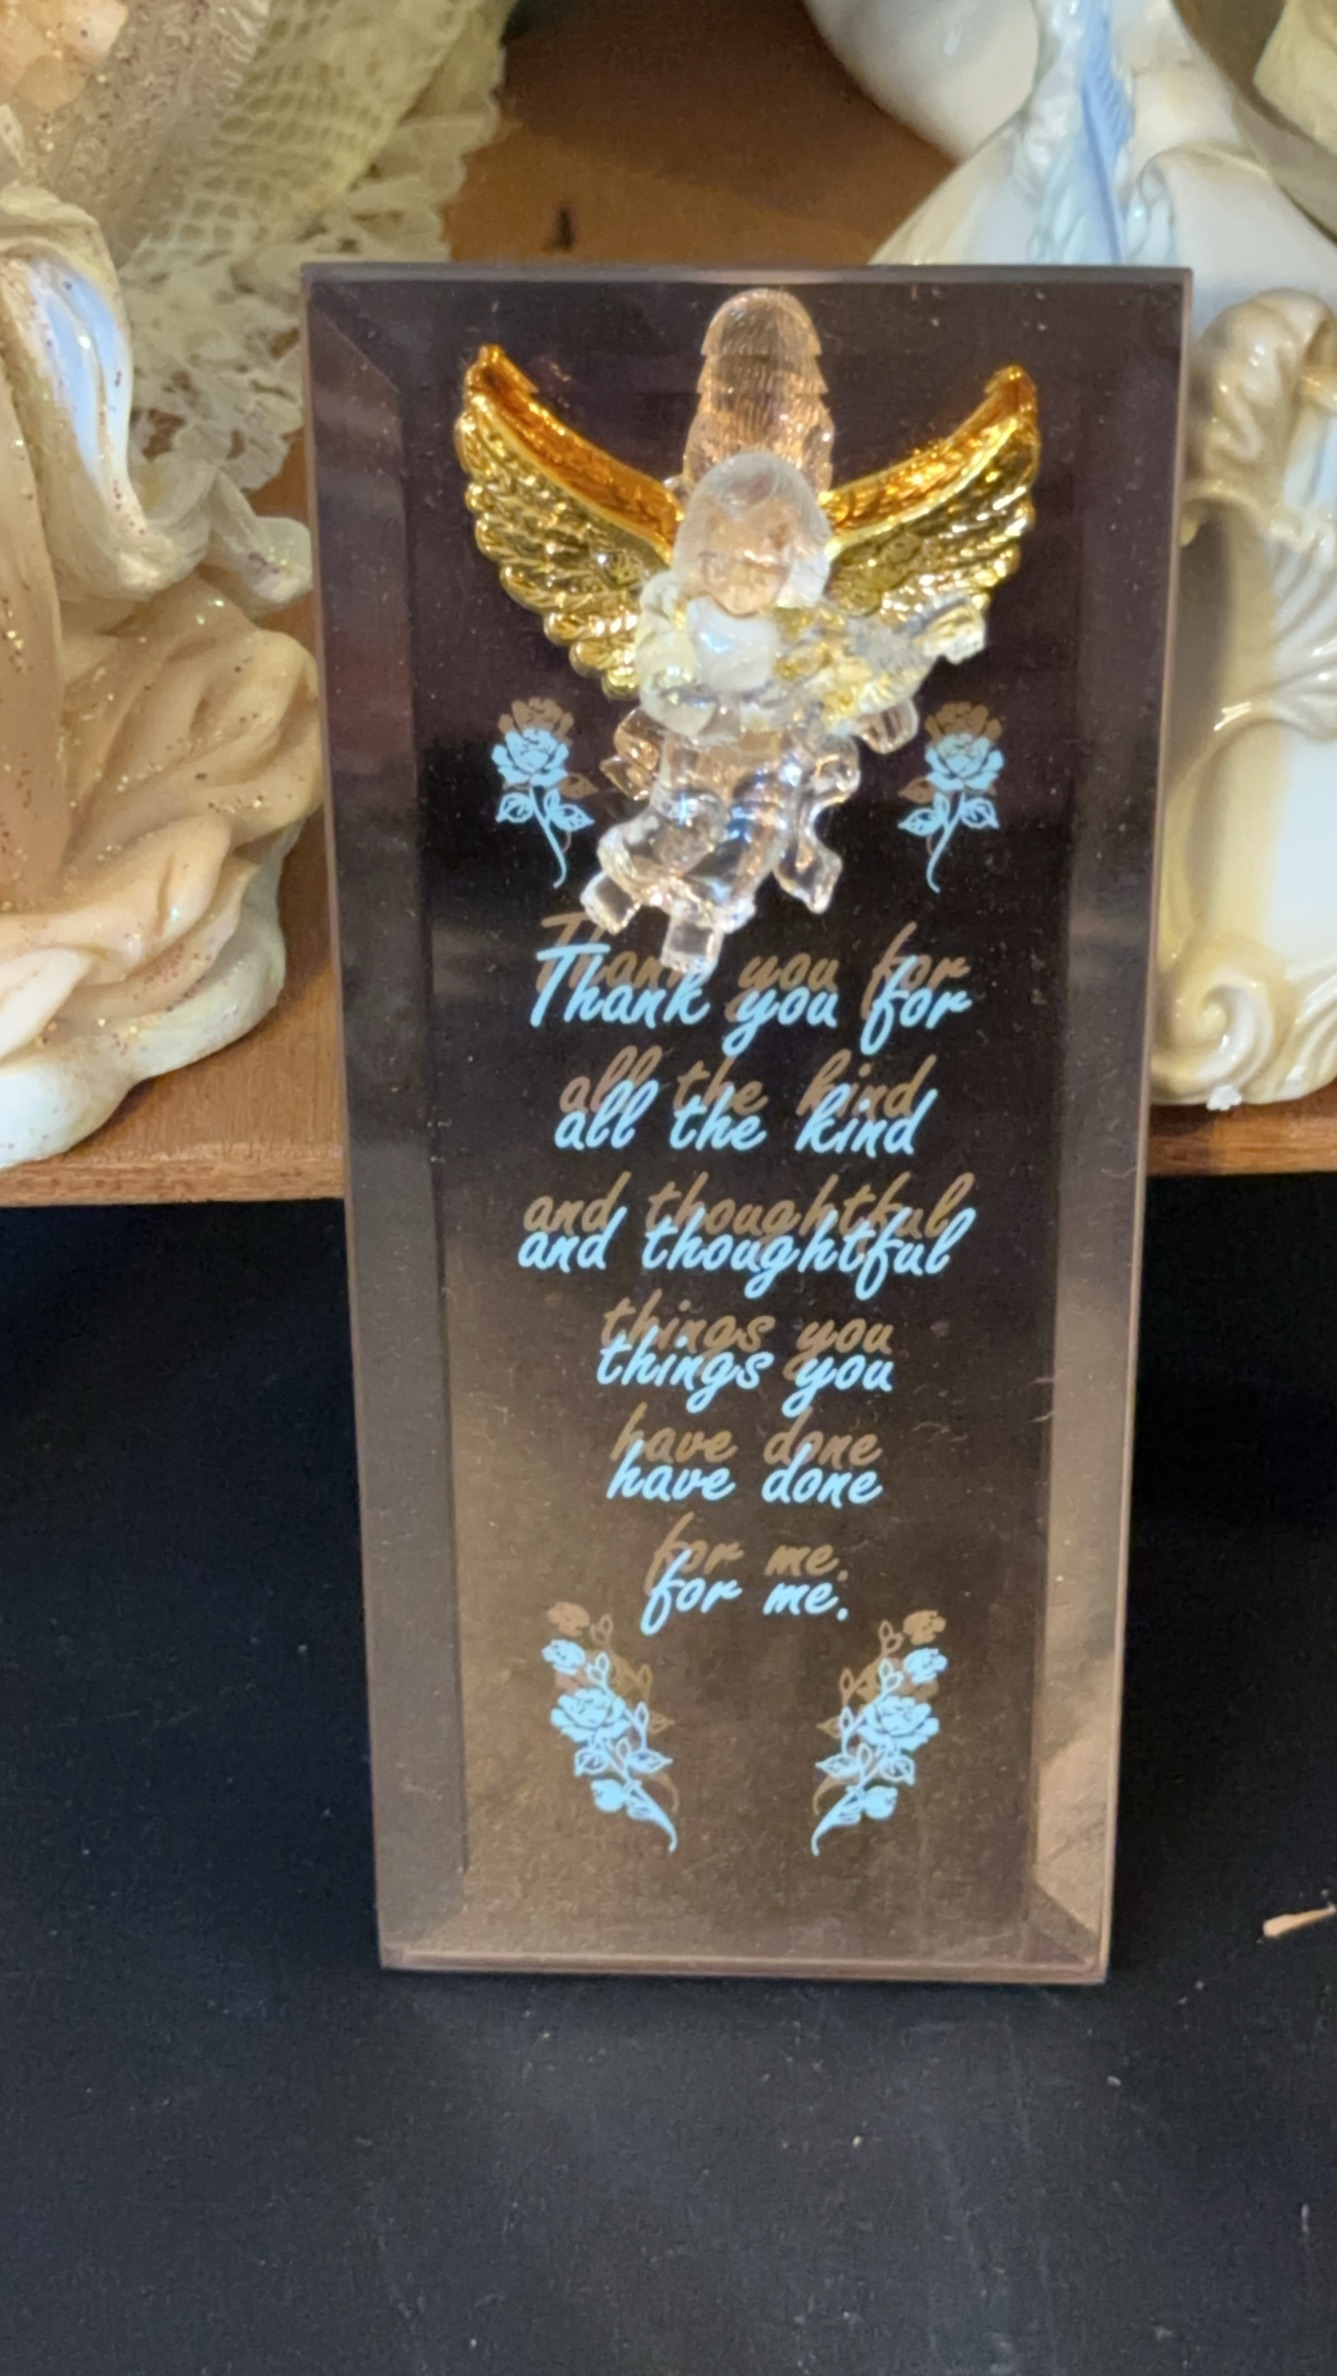 Thank you for
all the kind
and thoughtful
things you
have done
for me.